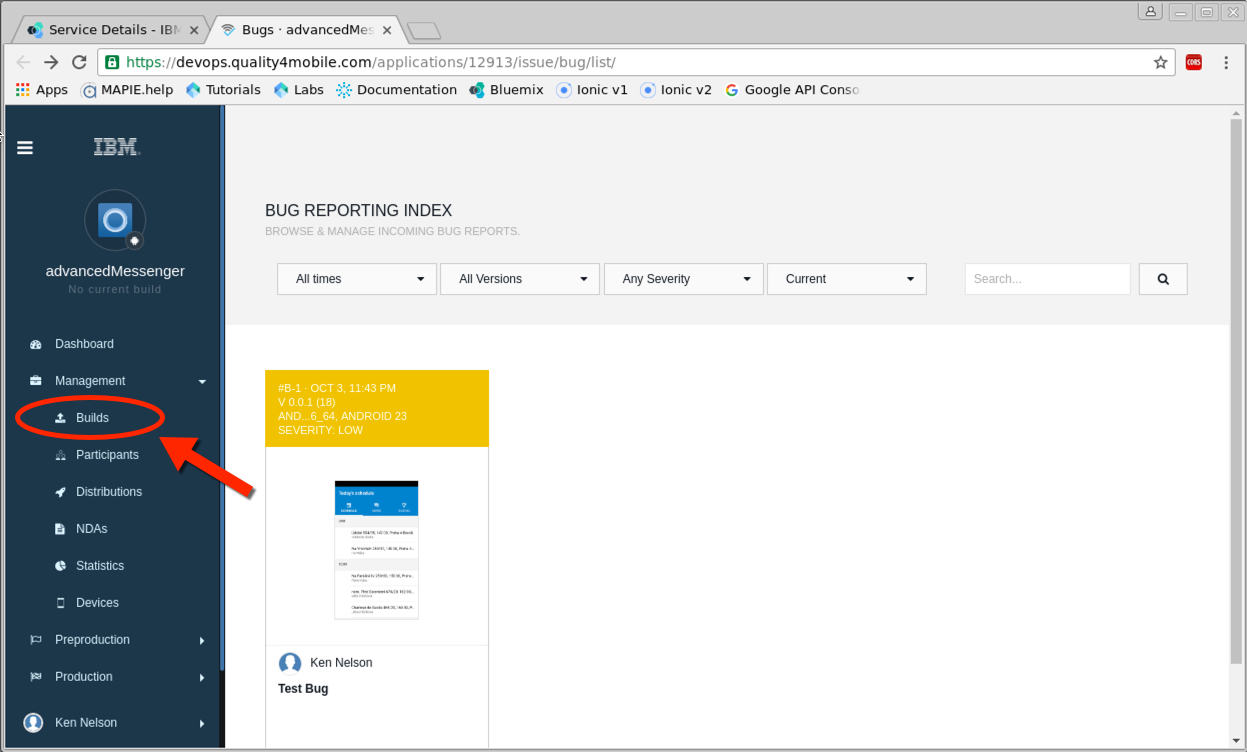 Service Details - IBM
Bugs · advancedMes
https://devops.quality4mobile.com/applications/12913/issue/bug/list/
CORS
Apps MAPIE.help Tutorials Labs Documentation Bluemix Ionic v1 Ionic v2 Google API Conso
IBM
advancedMessenger
No current build
Dashboard
Management
Builds
Participants
Distributions
NDAs
Statistics
Devices
Preproduction
Production
Ken Nelson
BUG REPORTING INDEX
BROWSE & MANAGE INCOMING BUG REPORTS.
All times All Versions Any Severity Current Search...
#B-1 · OCT 3, 11:43 PM
V 0.0.1 (18)
AND...6_64, ANDROID 23
SEVERITY: LOW
Today's schedule
Ken Nelson
Test Bug